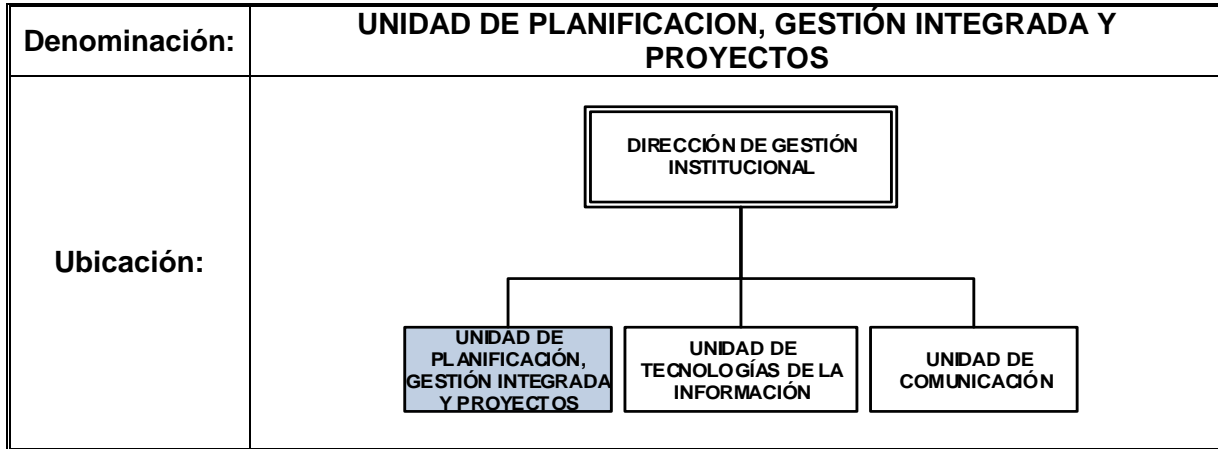 Denominación:
UNIDAD DE PLANIFICACION, GESTIÓN INTEGRADA Y
PROYECTOS
Ubicación:
DIRECCIÓN DE GESTIÓN
INSTITUCIONAL
UNIDAD DE
PLANIFICACIÓN,
GESTIÓN INTEGRADA
Y PROYECTOS
UNIDAD DE
TECNOLOGÍAS DE LA
INFORMACIÓN
UNIDAD DE
COMUNICACIÓN